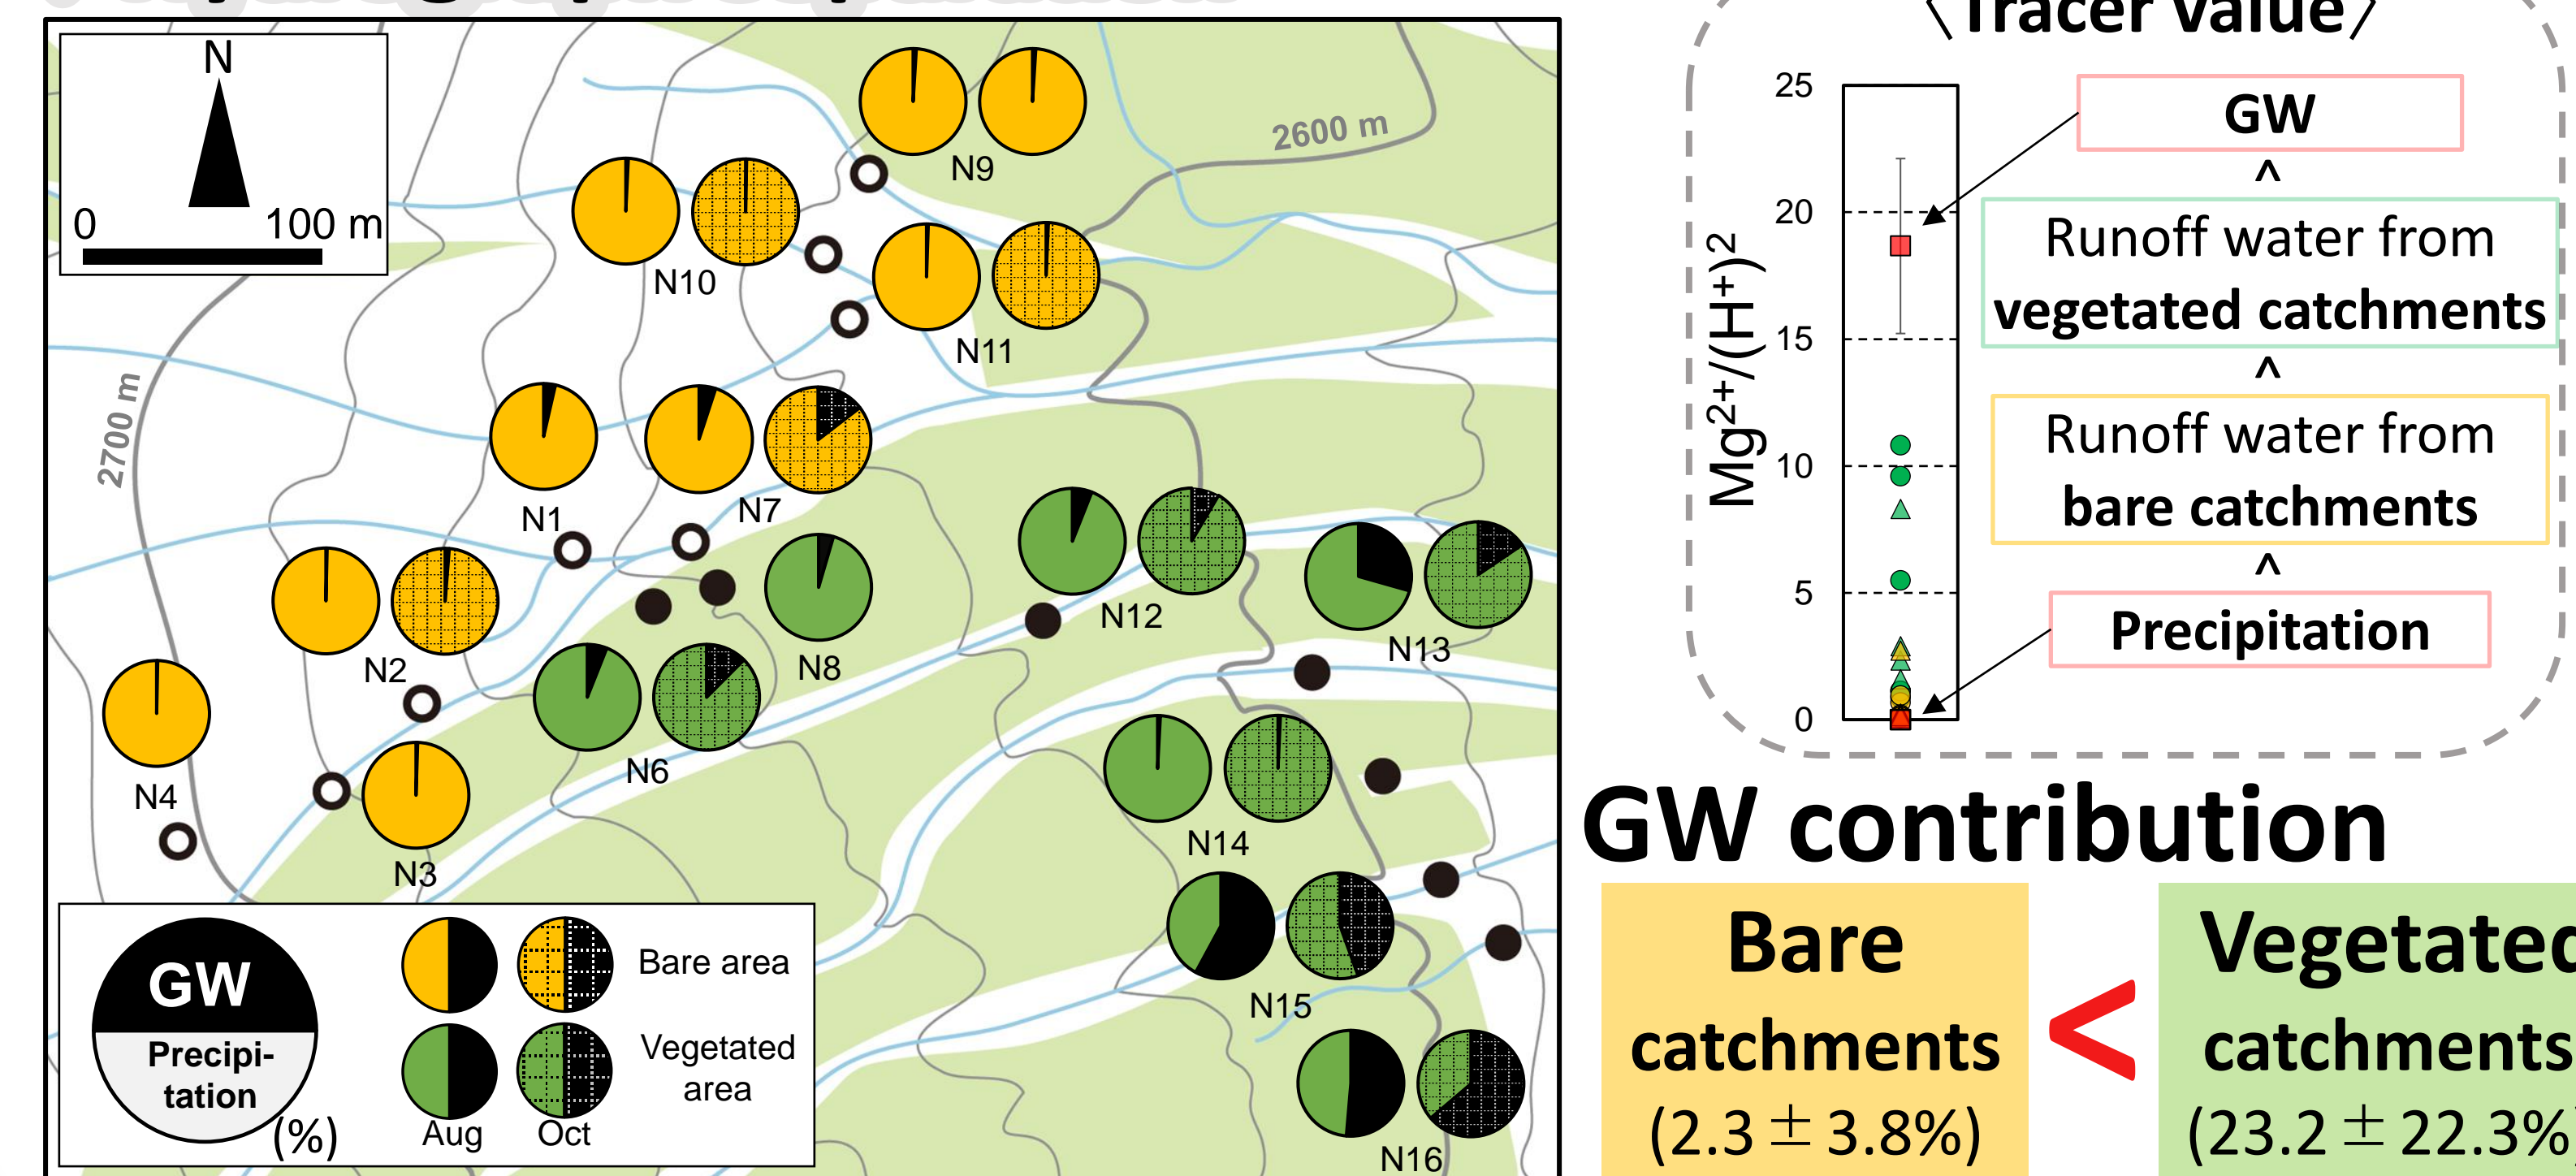 N
0 100 m
2600 m
2700 m
N9
N10
N11
N1
N7
N2
N8
N12
N13
N4
N6
N3
N14
N15
N16
GW
Precipi-
tation
(%)
Aug
Oct
Bare area
Vegetated
area
〈Tracer value〉
Mg2+/(H+)2
25
20
15
10
5
0
GW
^
Runoff water from
vegetated catchments
^
Runoff water from
bare catchments
^
Precipitation
GW contribution
Bare
catchments
(2.3 ± 3.8%)
<
Vegetated
catchments
(23.2 ± 22.3%)